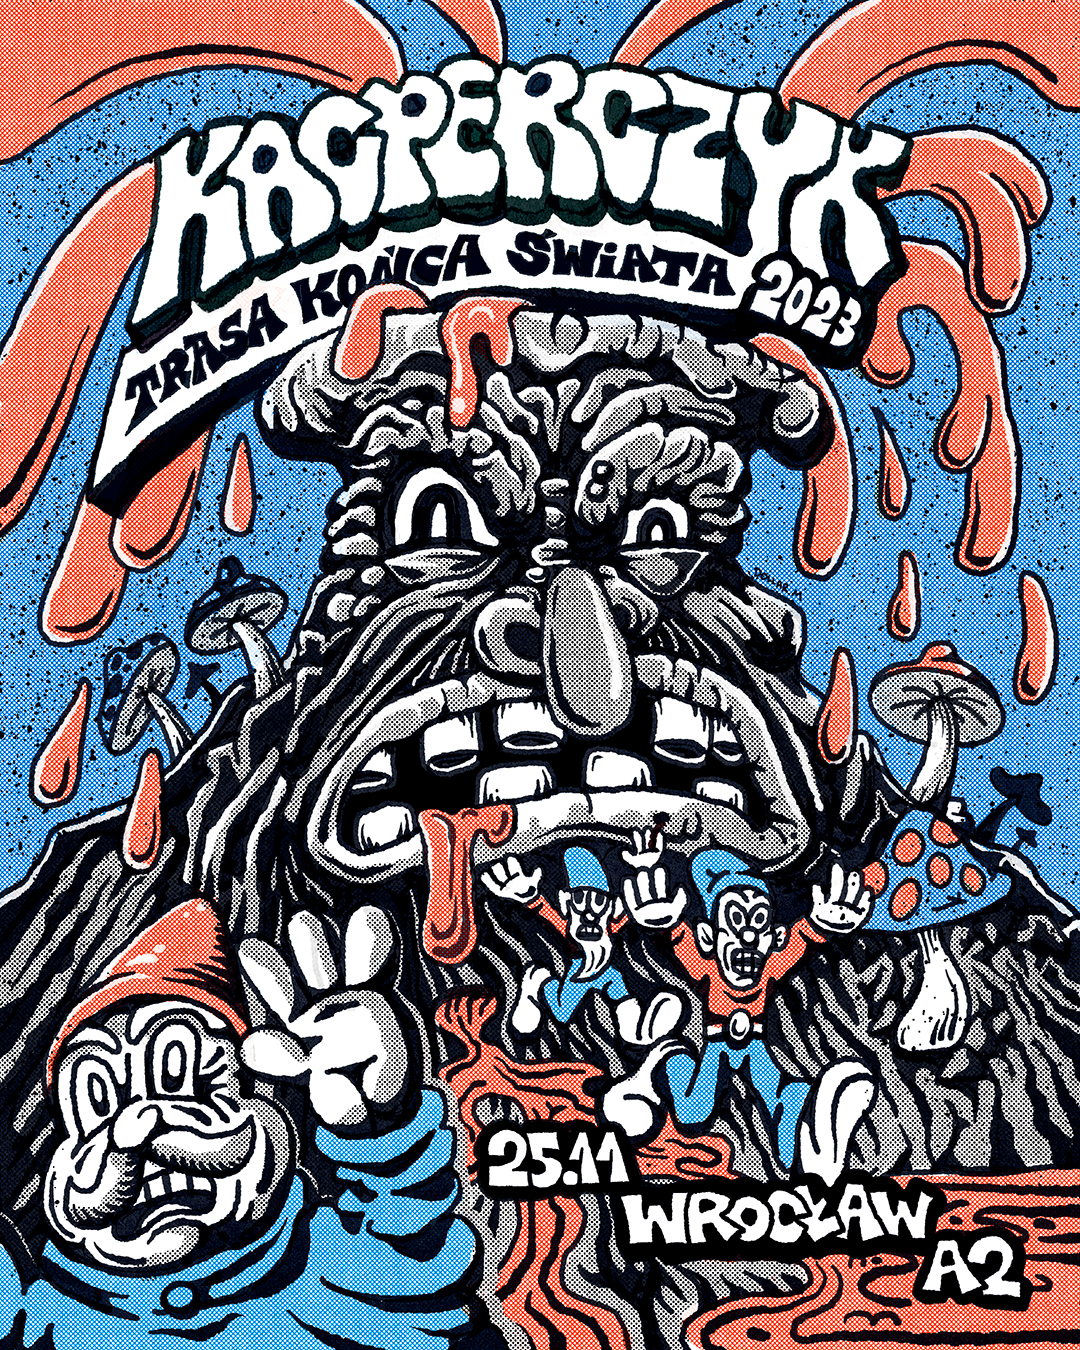 KACPERCZYK
TRASA KOŃCA ŚWiATA
2023
25.11
WROCŁAW
A2